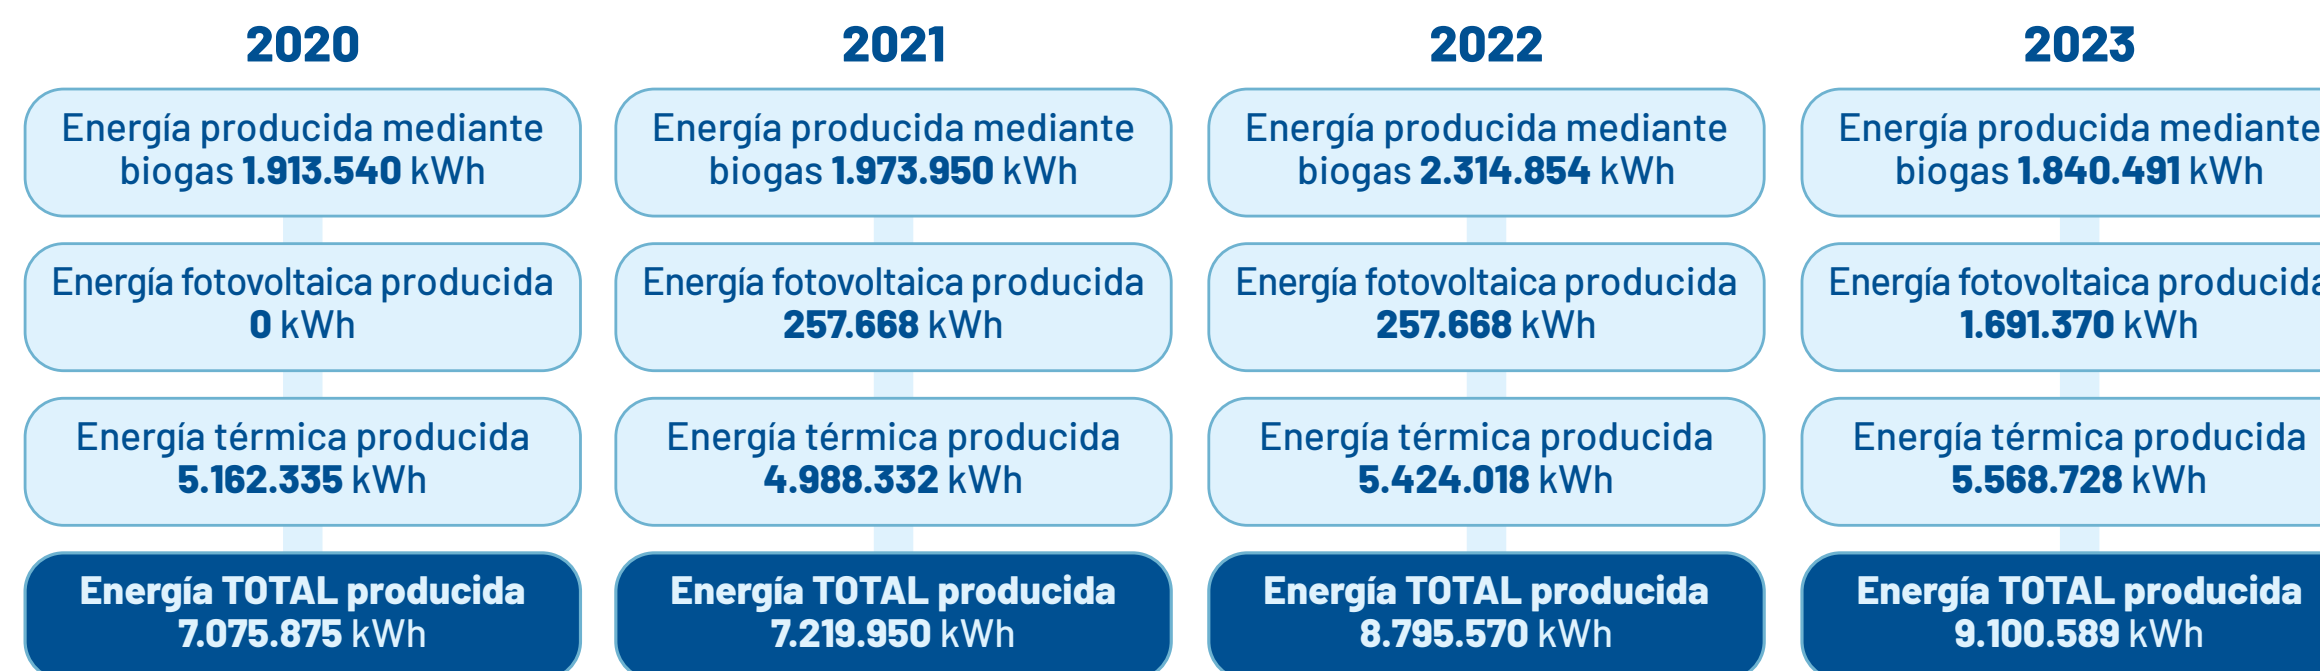 2020
Energía producida mediante
biogas 1.913.540 kWh
Energía fotovoltaica producida
0 kWh
Energía térmica producida
5.162.335 kWh
Energía TOTAL producida
7.075.875 kWh
2021
Energía producida mediante
biogas 1.973.950 kWh
Energía fotovoltaica producida
257.668 kWh
Energía térmica producida
4.988.332 kWh
Energía TOTAL producida
7.219.950 kWh
2022
Energía producida mediante
biogas 2.314.854 kWh
Energía fotovoltaica producida
257.668 kWh
Energía térmica producida
5.424.018 kWh
Energía TOTAL producida
8.795.570 kWh
2023
Energía producida mediante
biogas 1.840.491 kWh
Energía fotovoltaica producida
1.691.370 kWh
Energía térmica producida
5.568.728 kWh
Energía TOTAL producida
9.100.589 kWh